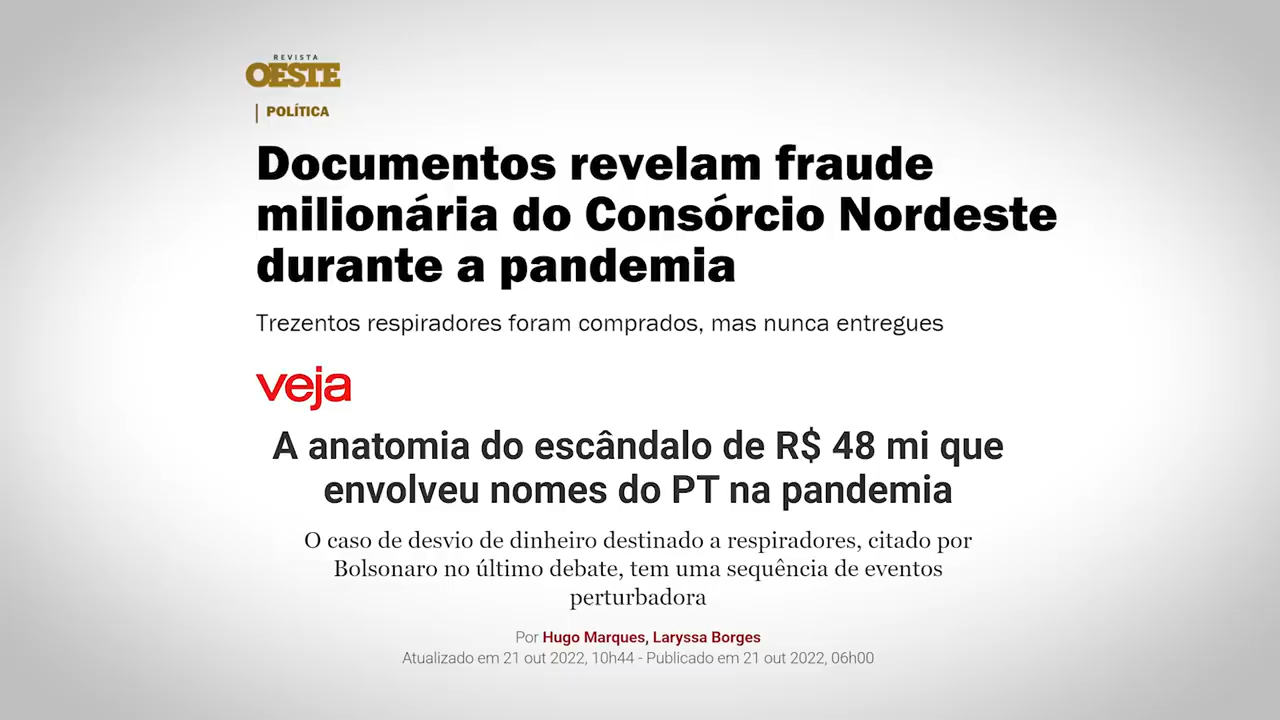 REVISTA
OESTE
| POLÍTICA
Documentos revelam fraude
milionária do Consórcio Nordeste
durante a pandemia
Trezentos respiradores foram comprados, mas nunca entregues
veja
A anatomia do escândalo de R$ 48 mi que
envolveu nomes do PT na pandemia
O caso de desvio de dinheiro destinado a respiradores, citado por
Bolsonaro no último debate, tem uma sequência de eventos
perturbadora
Por Hugo Marques, Laryssa Borges
Atualizado em 21 out 2022, 10h44 - Publicado em 21 out 2022, 06h00